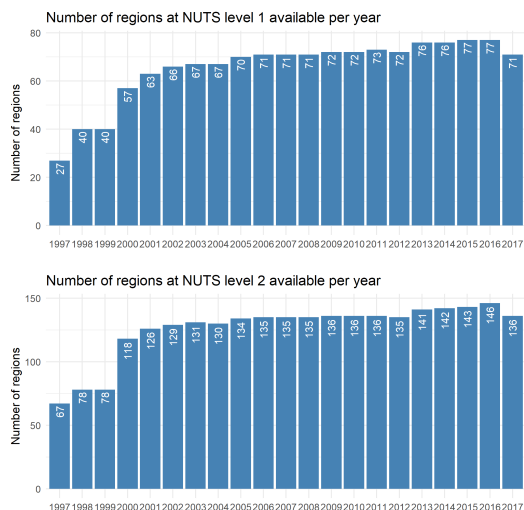 Number of regions at NUTS level 1 available per year
Number of regions
80
60
40
20
0
27 40 40 57 63 66 67 67 70 71 71 71 72 72 73 72 76 76 77 77 71
1997 1998 1999 2000 2001 2002 2003 2004 2005 2006 2007 2008 2009 2010 2011 2012 2013 2014 2015 2016 2017
Number of regions at NUTS level 2 available per year
Number of regions
150
100
50
0
67 78 78 118 126 129 131 130 134 135 135 135 136 136 136 135 141 142 143 146 136
1997 1998 1999 2000 2001 2002 2003 2004 2005 2006 2007 2008 2009 2010 2011 2012 2013 2014 2015 2016 2017